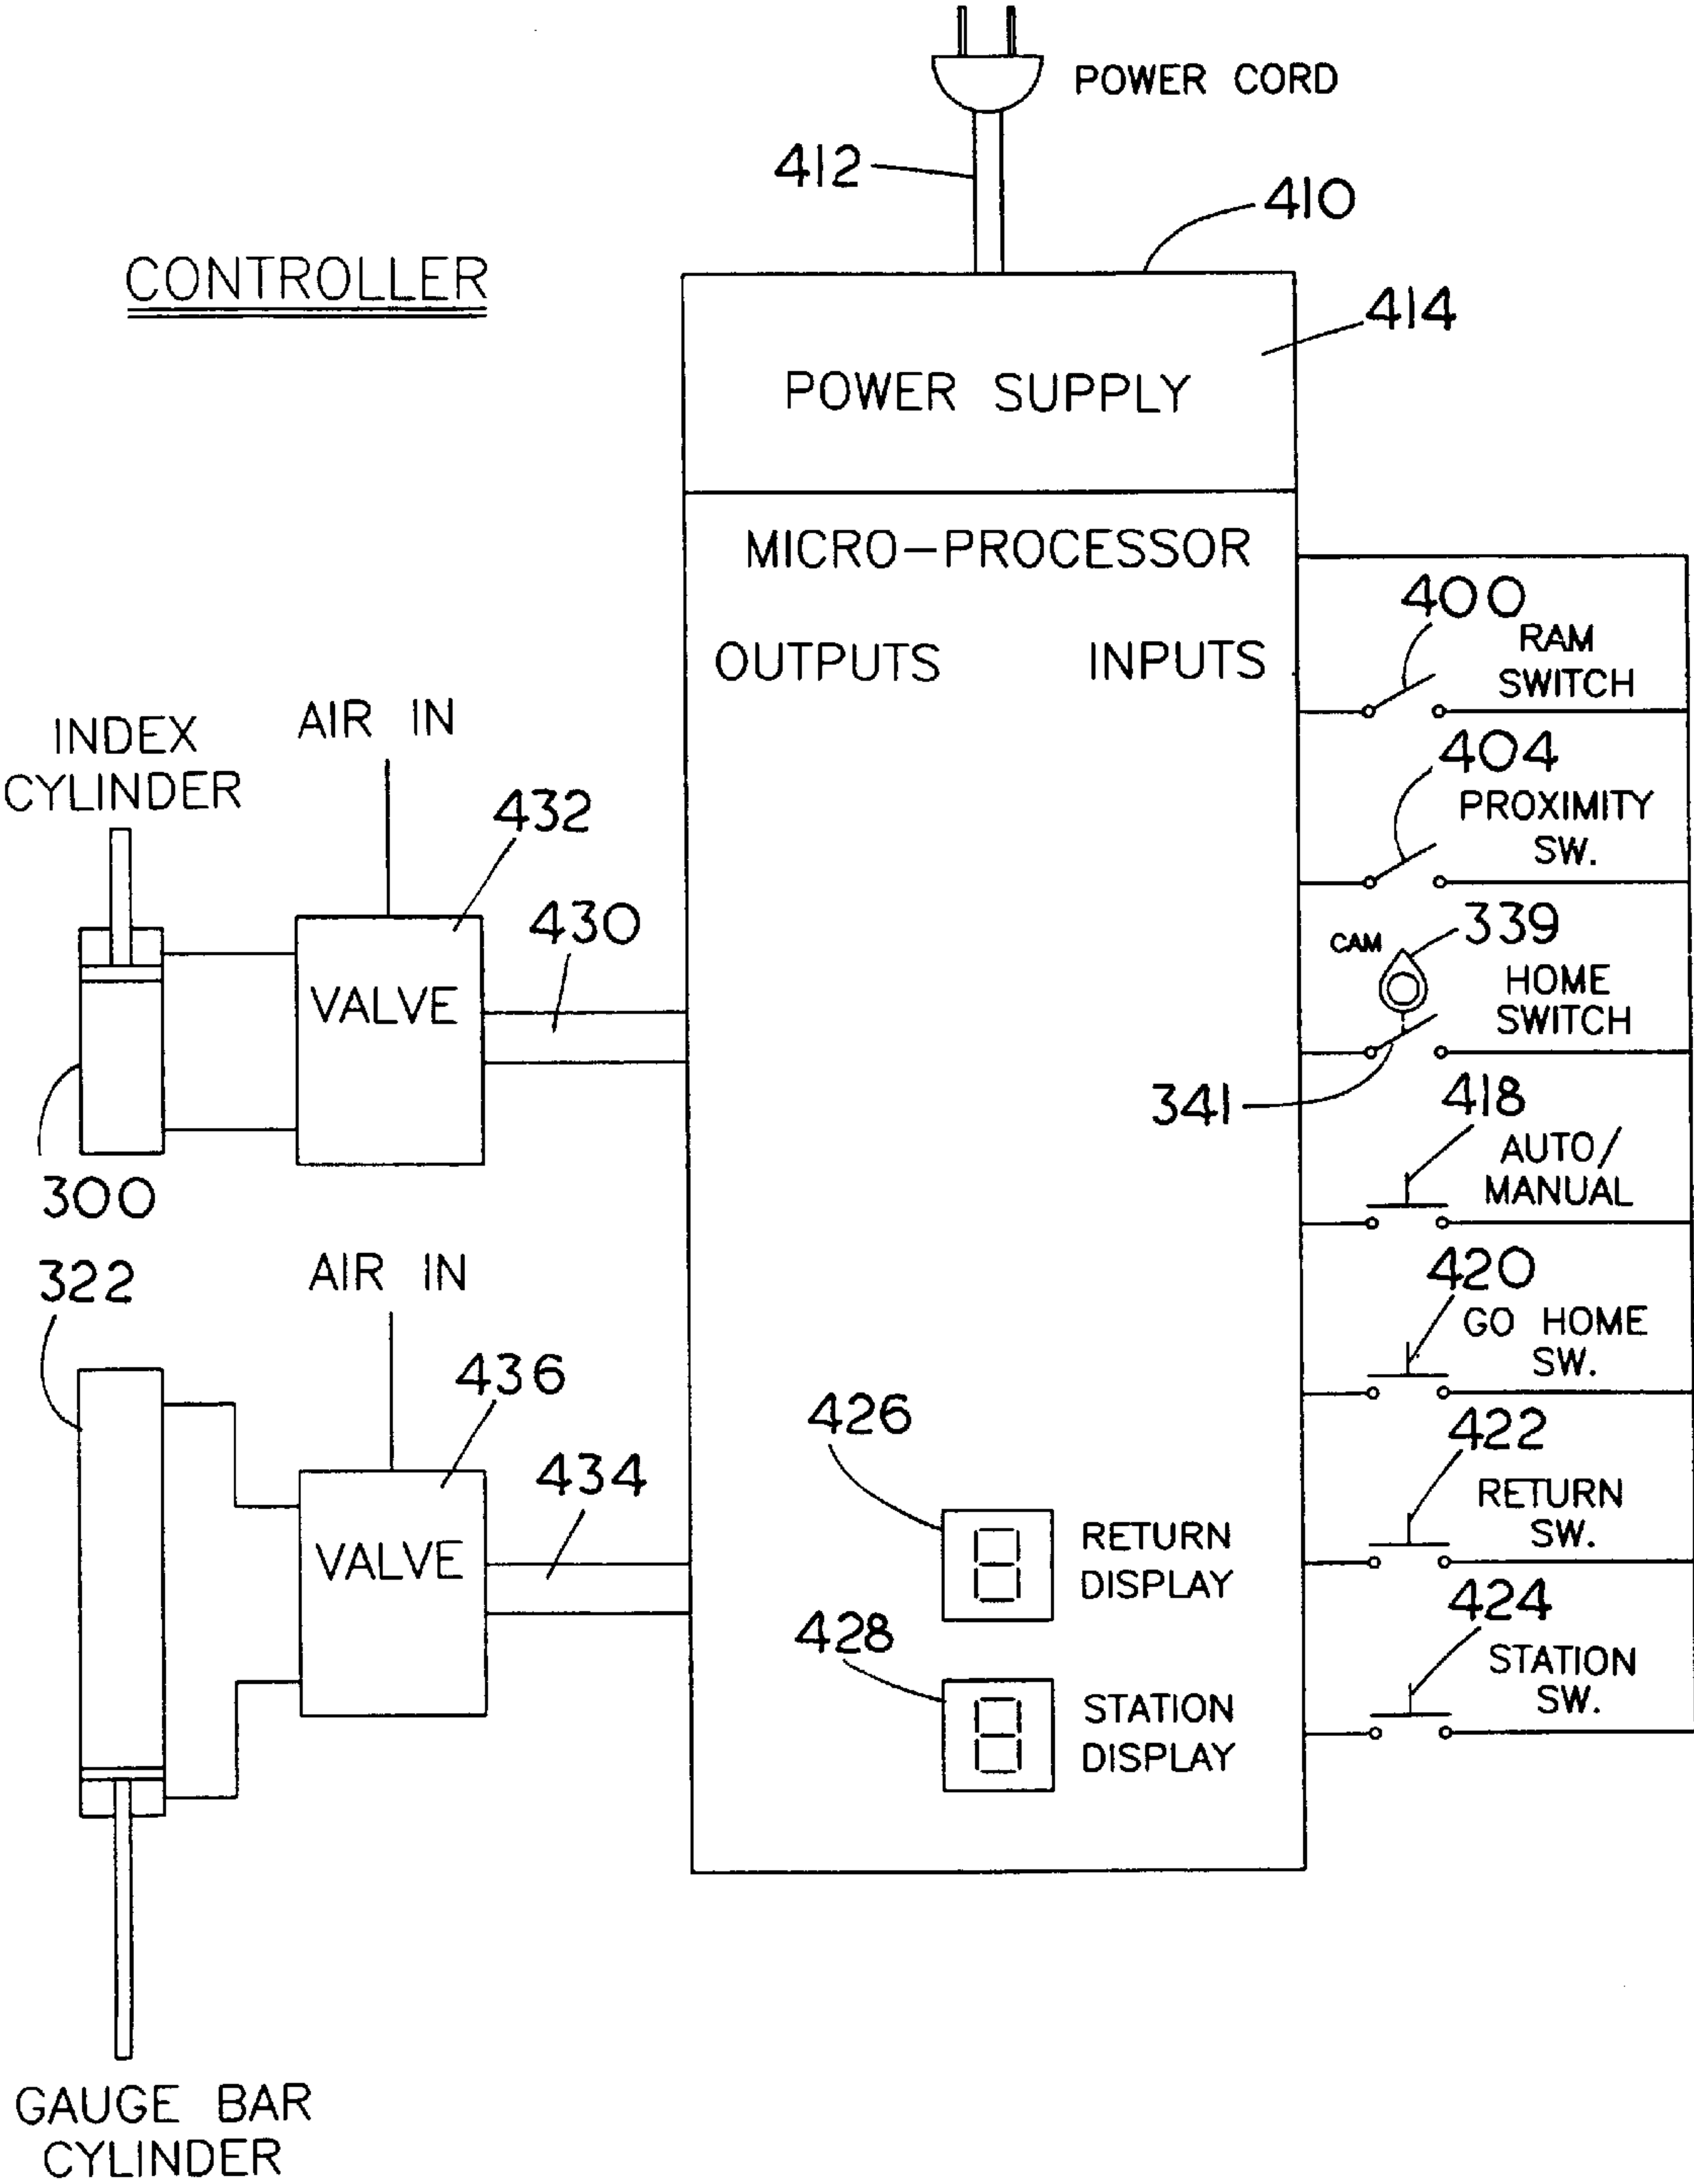 POWER CORD
412
410
CONTROLLER
414
POWER SUPPLY
MICRO-PROCESSOR
OUTPUTS INPUTS
400
RAM
SWITCH
404
PROXIMITY
SW.
CAM
339
HOME
SWITCH
341
418
AUTO/
MANUAL
420
GO HOME
SW.
422
RETURN
SW.
424
STATION
SW.
INDEX
CYLINDER
AIR IN
432
430
VALVE
300
322
AIR IN
436
434
VALVE
426
8
RETURN
DISPLAY
428
8
STATION
DISPLAY
GAUGE BAR
CYLINDER